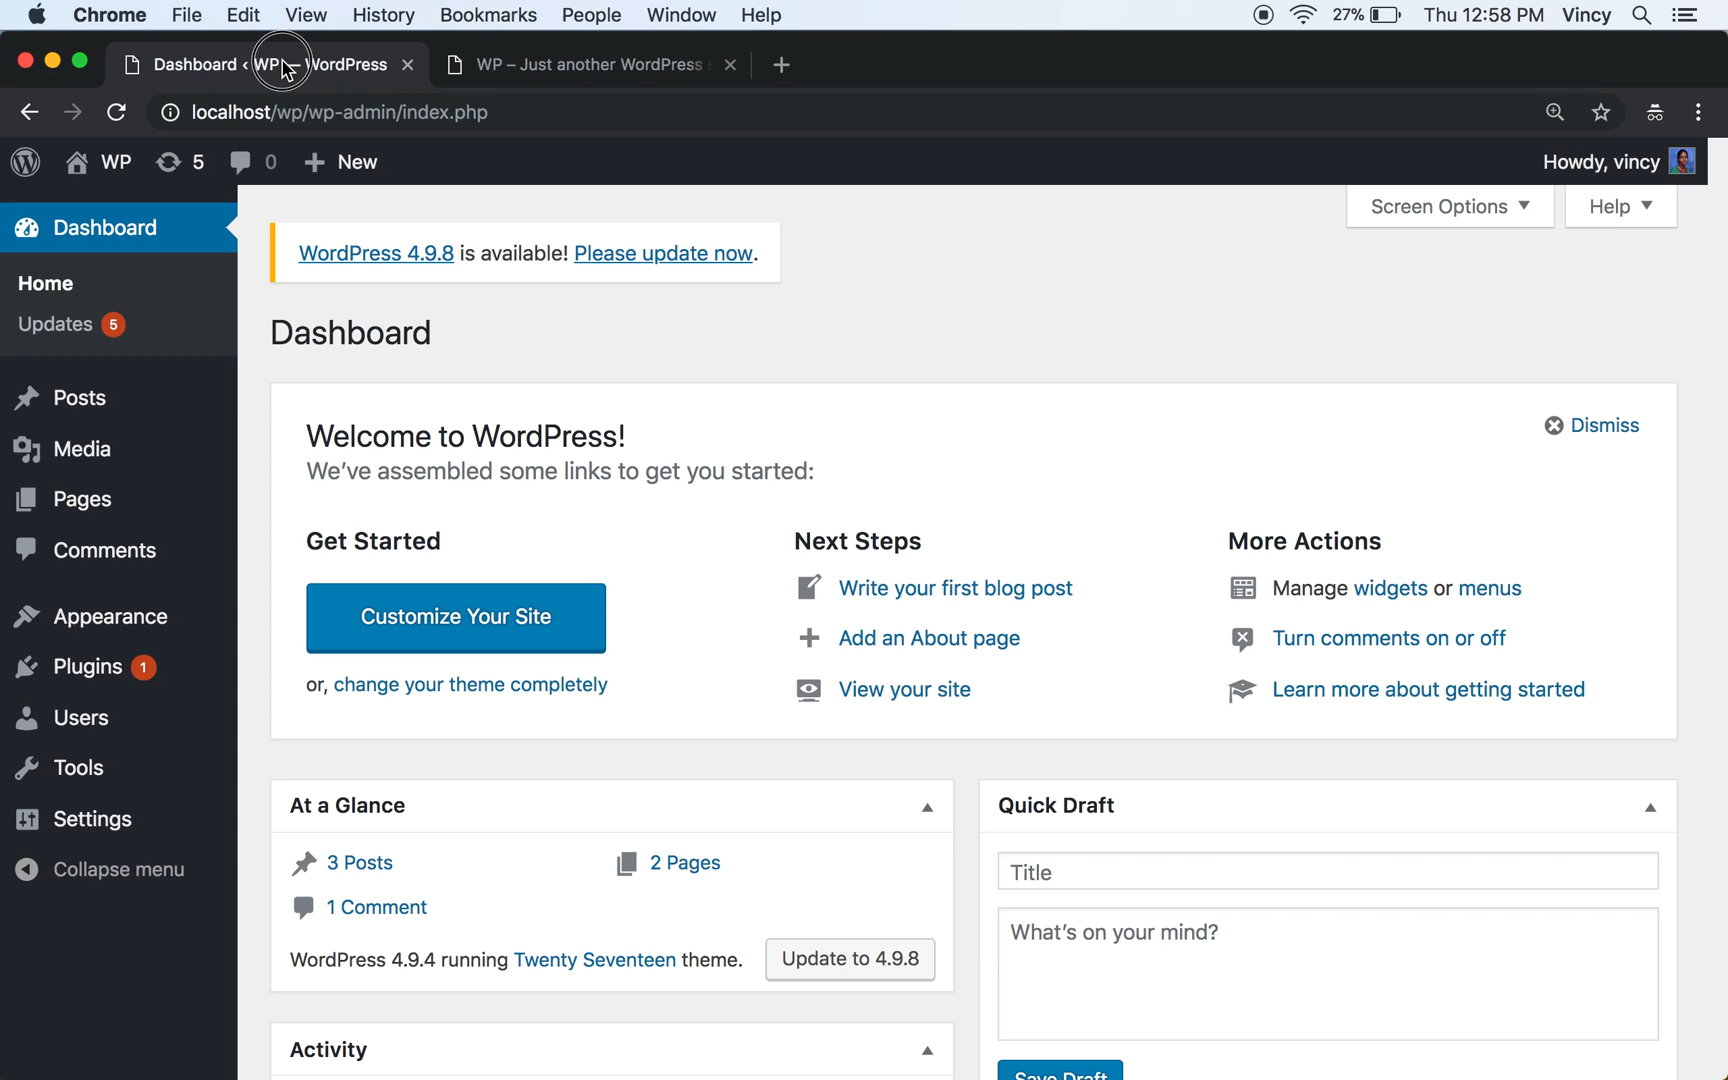 Chrome File Edit View History Bookmarks People Window Help 27% Thu 12:58 PM Vincy
Dashboard ‹ WP — WordPress WP – Just another WordPress
localhost/wp/wp-admin/index.php
WP 5 0 New Howdy, vincy
Screen Options Help
Dashboard
Home
Updates 5
Posts
Media
Pages
Comments
Appearance
Plugins 1
Users
Tools
Settings
Collapse menu
WordPress 4.9.8 is available! Please update now.
Dashboard
Welcome to WordPress!
Dismiss
We've assembled some links to get you started:
Get Started
Customize Your Site
or, change your theme completely
Next Steps
Write your first blog post
Add an About page
View your site
More Actions
Manage widgets or menus
Turn comments on or off
Learn more about getting started
At a Glance
3 Posts 2 Pages
1 Comment
WordPress 4.9.4 running Twenty Seventeen theme. Update to 4.9.8
Activity
Quick Draft
Title
What's on your mind?
Save Draft